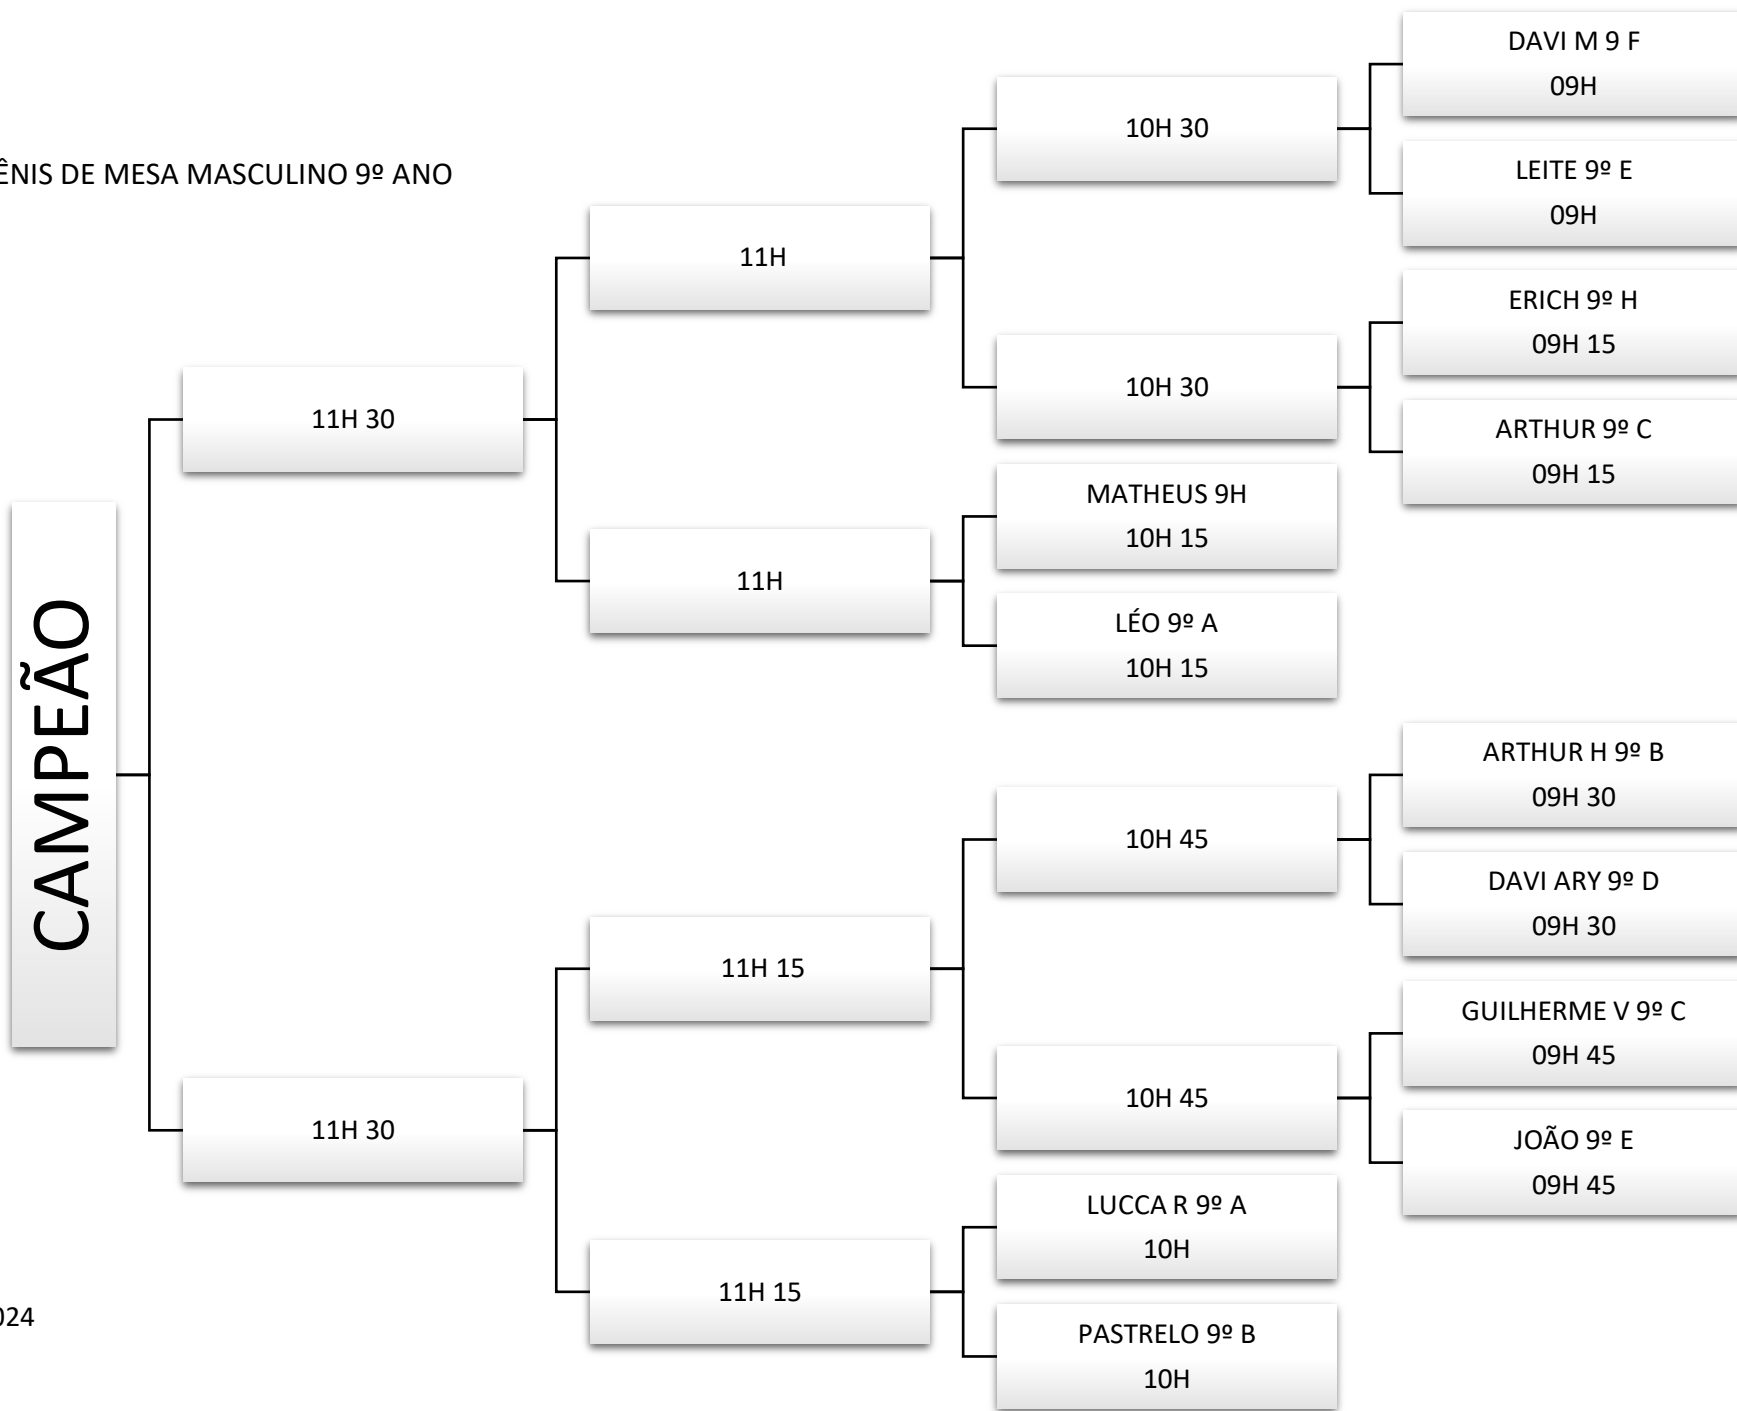 ÊNIS DE MESA MASCULINO 9º ANO
CAMPEÃO
11H 30
11H 30
11H
11H
11H 15
11H 15
10H 30
10H 30
MATHEUS 9H
10H 15
LÉO 9º A
10H 15
10H 45
10H 45
LUCCA R 9º A
10H
PASTRELO 9º B
10H
DAVI M 9 F
09H
LEITE 9º E
09H
ERICH 9º H
09H 15
ARTHUR 9º C
09H 15
ARTHUR H 9º B
09H 30
DAVI ARY 9º D
09H 30
GUILHERME V 9º C
09H 45
JOÃO 9º E
09H 45
024